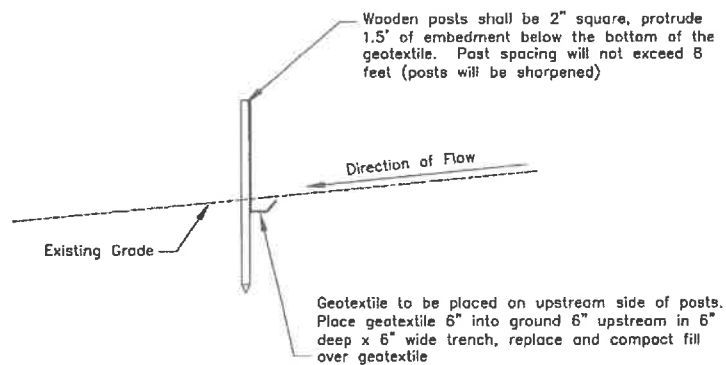 Wooden posts shall be 2" square, protrude
1.5' of embedment below the bottom of the
geotextile. Post spacing will not exceed 8
feet (posts will be sharpened)
Direction of Flow
Existing Grade
Geotextile to be placed on upstream side of posts.
Place geotextile 6" into ground 6" upstream in 6"
deep x 6" wide trench, replace and compact fill
over geotextile